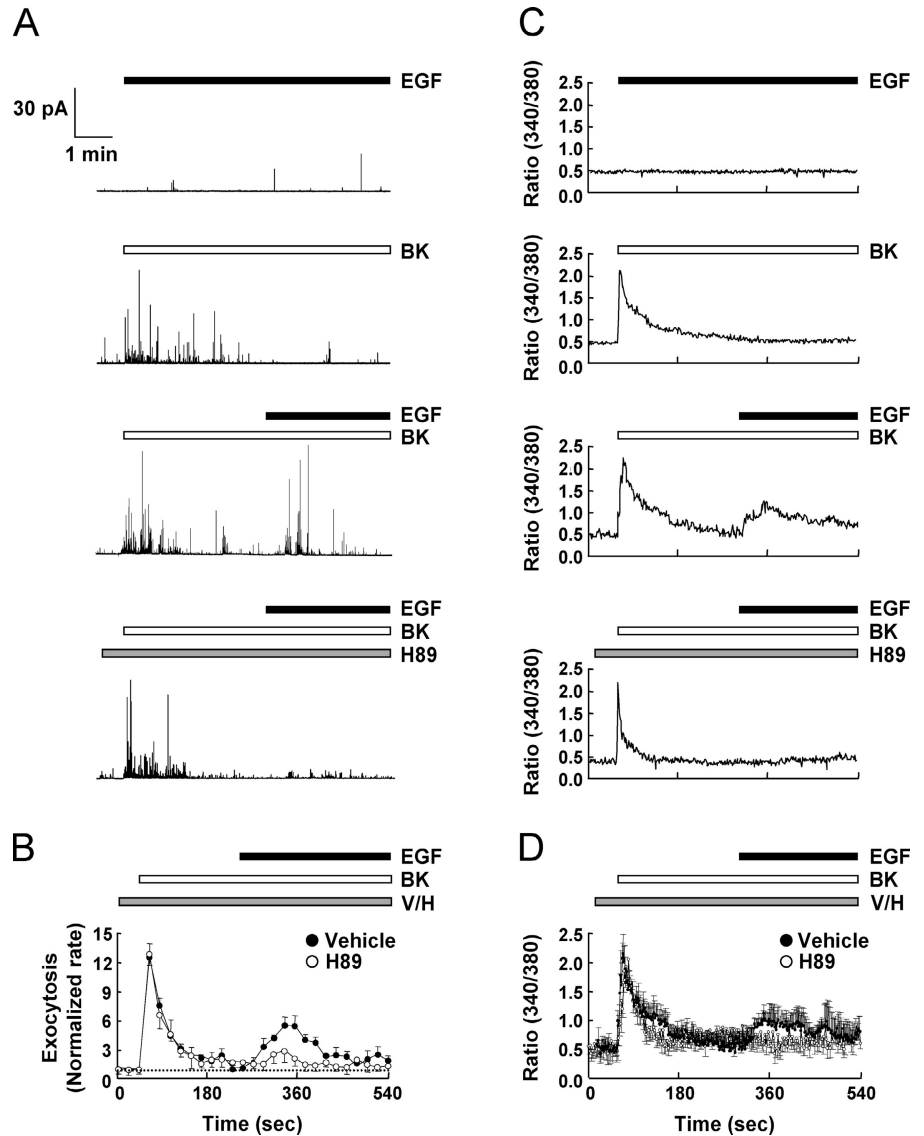 A
EGF
30 pA
1 min
BK
EGF
BK
EGF
BK
H89
B
EGF
BK
V/H
Exocytosis
(Normalized rate)
15
12
9
6
3
0
Vehicle
H89
0 180 360 540
Time (sec)
C
EGF
Ratio (340/380)
2.5
2.0
1.5
1.0
0.5
0.0
BK
Ratio (340/380)
2.5
2.0
1.5
1.0
0.5
0.0
EGF
BK
Ratio (340/380)
2.5
2.0
1.5
1.0
0.5
0.0
EGF
BK
H89
Ratio (340/380)
2.5
2.0
1.5
1.0
0.5
0.0
D
EGF
BK
V/H
Ratio (340/380)
2.5
2.0
1.5
1.0
0.5
0.0
Vehicle
H89
0 180 360 540
Time (sec)